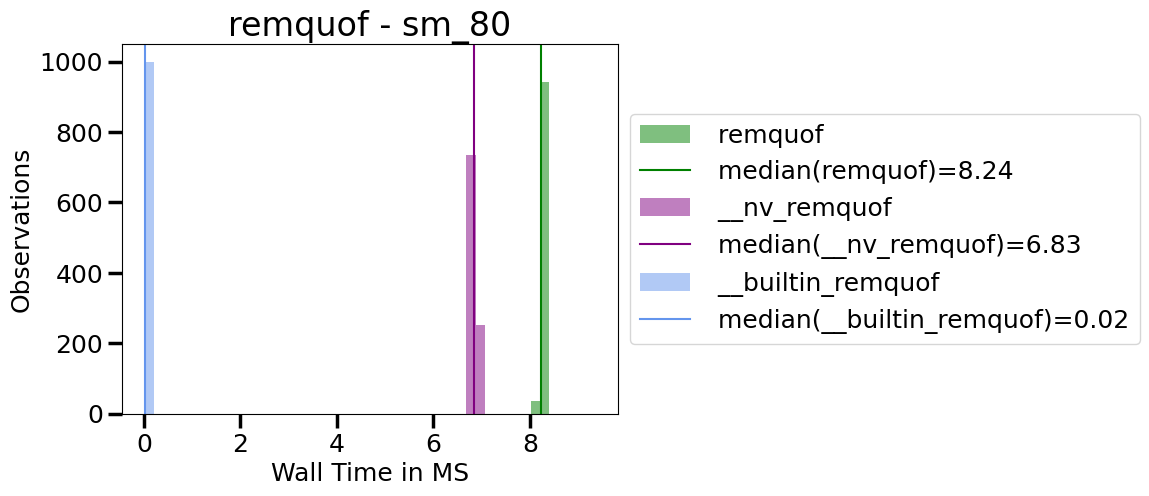 remquof - sm_80
1000
800
600
400
200
0
Observations
0 2 4 6 8
Wall Time in MS
remquof
median(remquof)=8.24
__nv_remquof
median(__nv_remquof)=6.83
__builtin_remquof
median(__builtin_remquof)=0.02